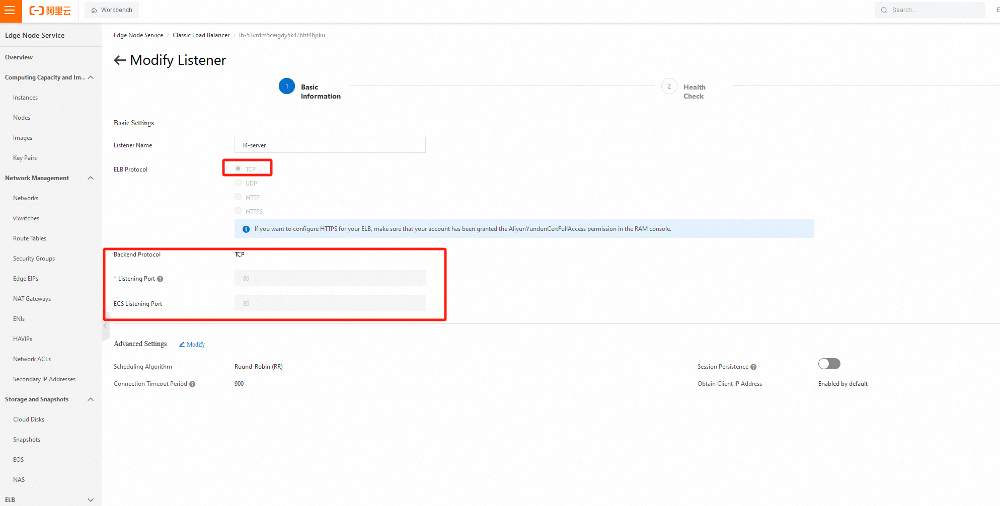 阿里云
Workbench
Search...
E
Edge Node Service
Edge Node Service / Classic Load Balancer / lb-53vrdm5ceigdy5k47bht4bpku
Overview
Modify Listener
Computing Capacity and Im...
1
Basic
Information
2
Health
Check
Instances
Nodes
Basic Settings
Images
Listener Name
l4-server
Key Pairs
ELB Protocol
TCP
UDP
HTTP
HTTPS
Network Management
Networks
vSwitches
If you want to configure HTTPS for your ELB, make sure that your account has been granted the AliyunYundunCertFullAccess permission in the RAM console.
Route Tables
Security Groups
Backend Protocol
TCP
Edge EIPs
* Listening Port ?
80
NAT Gateways
ECS Listening Port
80
ENIs
HAVIPs
Advanced Settings
Modify
Network ACLs
Scheduling Algorithm
Round-Robin (RR)
Session Persistence ?
Secondary IP Addresses
Connection Timeout Period ?
900
Obtain Client IP Address
Enabled by default
Storage and Snapshots
Cloud Disks
Snapshots
EOS
NAS
ELB